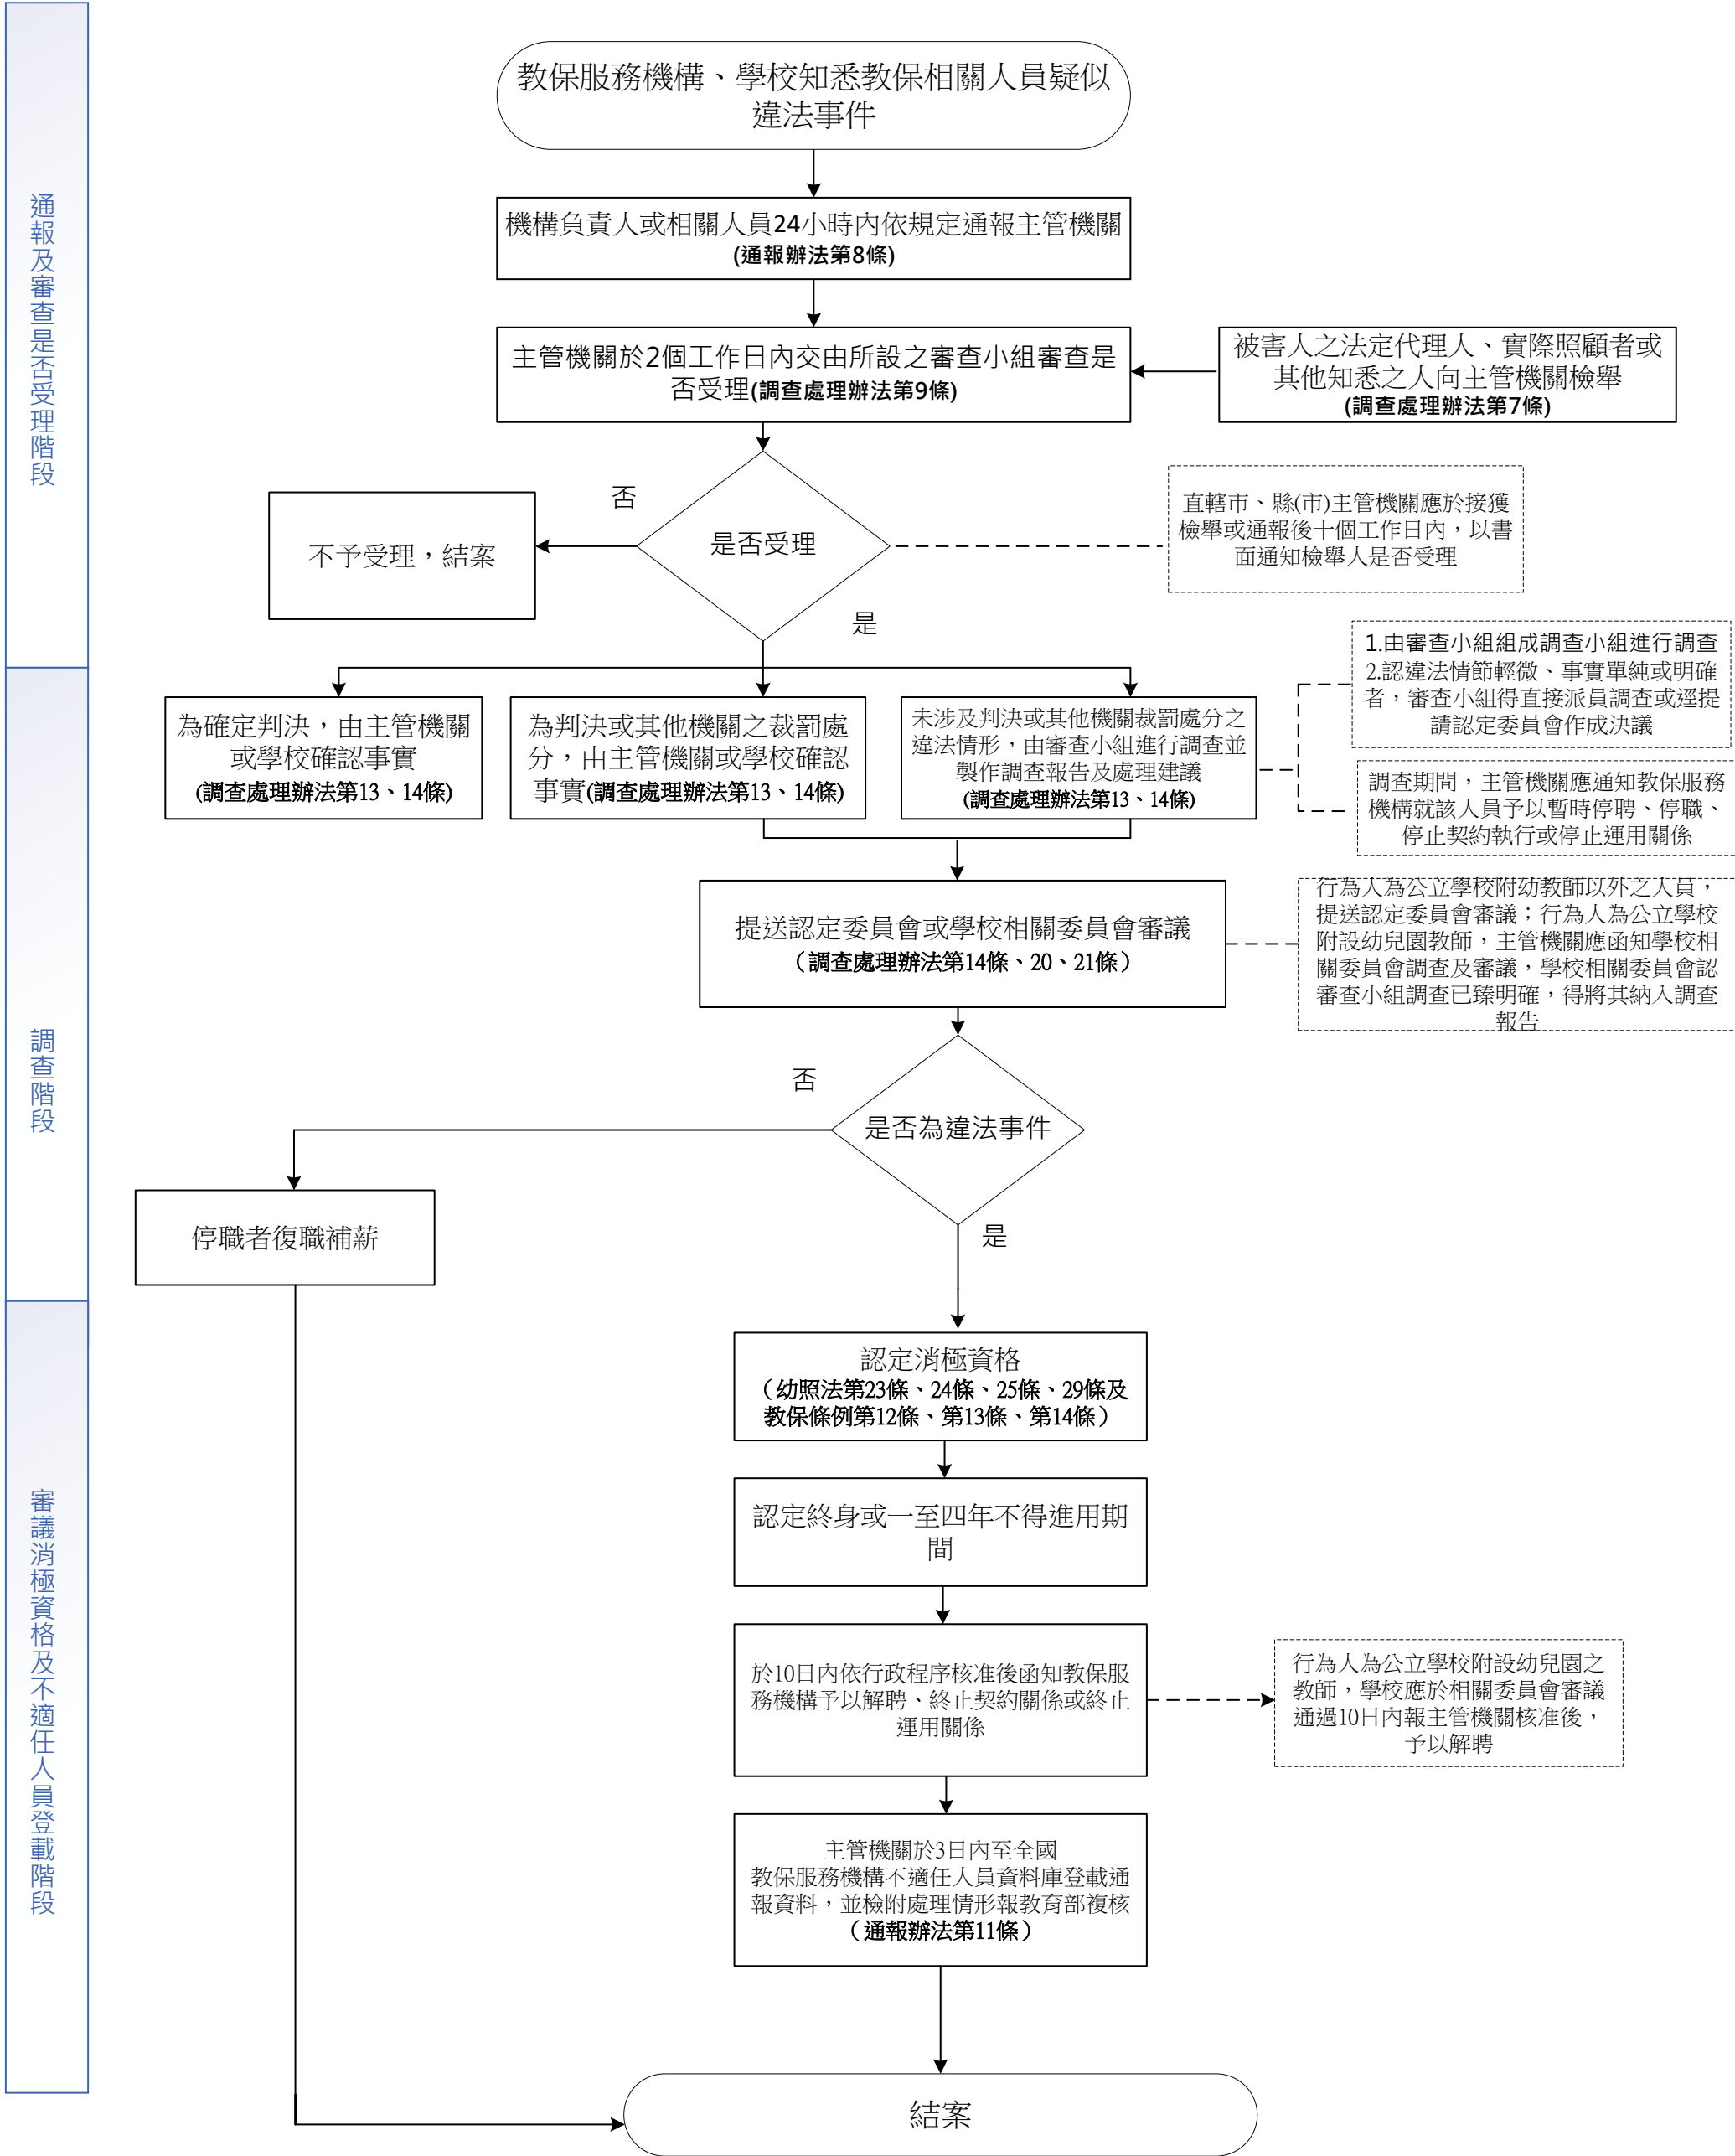 通報及審查是否受理階段
教保服務機構、學校知悉教保相關人員疑似
違法事件
機構負責人或相關人員24小時內依規定通報主管機關
(通報辦法第8條)
主管機關於2個工作日內交由所設之審查小組審查是
否受理(調查處理辦法第9條)
被害人之法定代理人、實際照顧者或
其他知悉之人向主管機關檢舉
(調查處理辦法第7條)
是否受理
否
不予受理，結案
直轄市、縣(市)主管機關應於接獲
檢舉或通報後十個工作日內，以書
面通知檢舉人是否受理
是
調查階段
為確定判決，由主管機關
或學校確認事實
(調查處理辦法第13、14條)
為判決或其他機關之裁罰處
分，由主管機關或學校確認
事實(調查處理辦法第13、14條)
未涉及判決或其他機關裁罰處分之
違法情形，由審查小組進行調查並
製作調查報告及處理建議
(調查處理辦法第13、14條)
1.由審查小組組成調查小組進行調查
2.認違法情節輕微、事實單純或明確
者，審查小組得直接派員調查或逕提
請認定委員會作成決議
調查期間，主管機關應通知教保服務
機構就該人員予以暫時停聘、停職、
停止契約執行或停止運用關係
提送認定委員會或學校相關委員會審議
（調查處理辦法第14條、20、21條）
行為人為公立學校附幼教師以外之人員，
提送認定委員會審議；行為人為公立學校
附設幼兒園教師，主管機關應函知學校相
關委員會調查及審議，學校相關委員會認
審查小組調查已臻明確，得將其納入調查
報告
是否為違法事件
否
停職者復職補薪
是
審議消極資格及不適任人員登載階段
認定消極資格
（幼照法第23條、24條、25條、29條及
教保條例第12條、第13條、第14條）
認定終身或一至四年不得進用期
間
於10日內依行政程序核准後函知教保服
務機構予以解聘、終止契約關係或終止
運用關係
行為人為公立學校附設幼兒園之
教師，學校應於相關委員會審議
通過10日內報主管機關核准後，
予以解聘
主管機關於3日內至全國
教保服務機構不適任人員資料庫登載通
報資料，並檢附處理情形報教育部複核
（通報辦法第11條）
結案